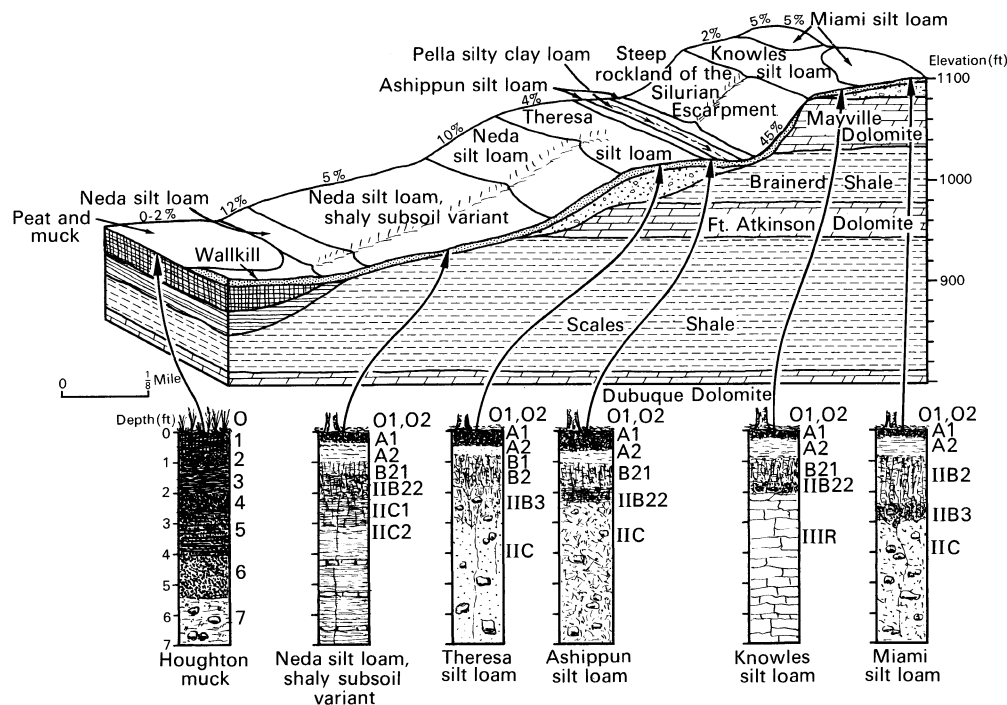 5% 5% Miami silt loam
2%
Pella silty clay loam
Steep
rockland of the
Silurian
Escarpment
Knowles
silt loam
Elevation (ft)
1100
Ashippun silt loam
4%
Theresa
silt loam
45%
Mayville
Dolomite
10%
Neda
silt loam
5%
Brainerd Shale
1000
Neda silt loam
12%
Neda silt loam,
shaly subsoil variant
Peat and
muck
0-2%
Ft. Atkinson Dolomite
Wallkill
900
Scales Shale
0 1/8 Mile
Dubuque Dolomite
Depth (ft)
0
1
2
3
4
5
6
7
O
1
2
3
4
5
6
7
Houghton
muck
O1,O2
A1
A2
B21
IIB22
IIC1
IIC2
Neda silt loam,
shaly subsoil
variant
O1,O2
A1
A2
B1
B2
IIB3
IIC
Theresa
silt loam
O1,O2
A1
A2
B21
IIB22
IIC
Ashippun
silt loam
O1,O2
A1
A2
B21
IIB22
IIIR
Knowles
silt loam
O1,O2
A1
A2
IIB2
IIB3
IIC
Miami
silt loam